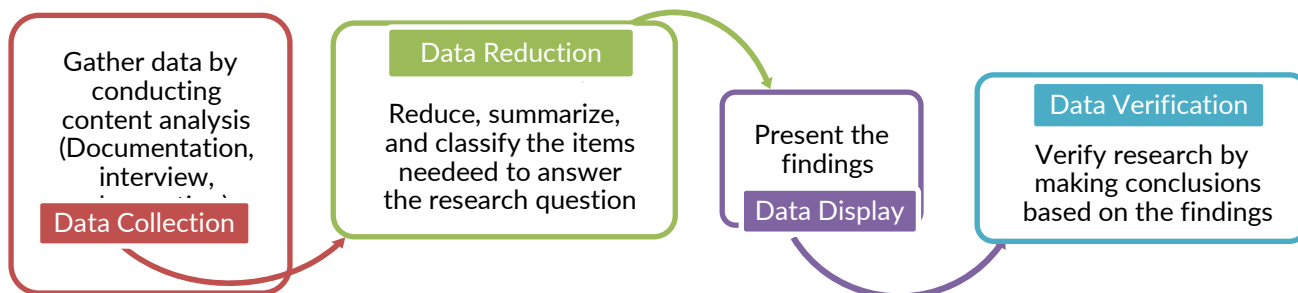 Gather data by
conducting
content analysis
(Documentation,
interview,
Data Collection
Data Reduction
Reduce, summarize,
and classify the items
needeed to answer
the research question
Present the
findings
Data Display
Data Verification
Verify research by
making conclusions
based on the findings